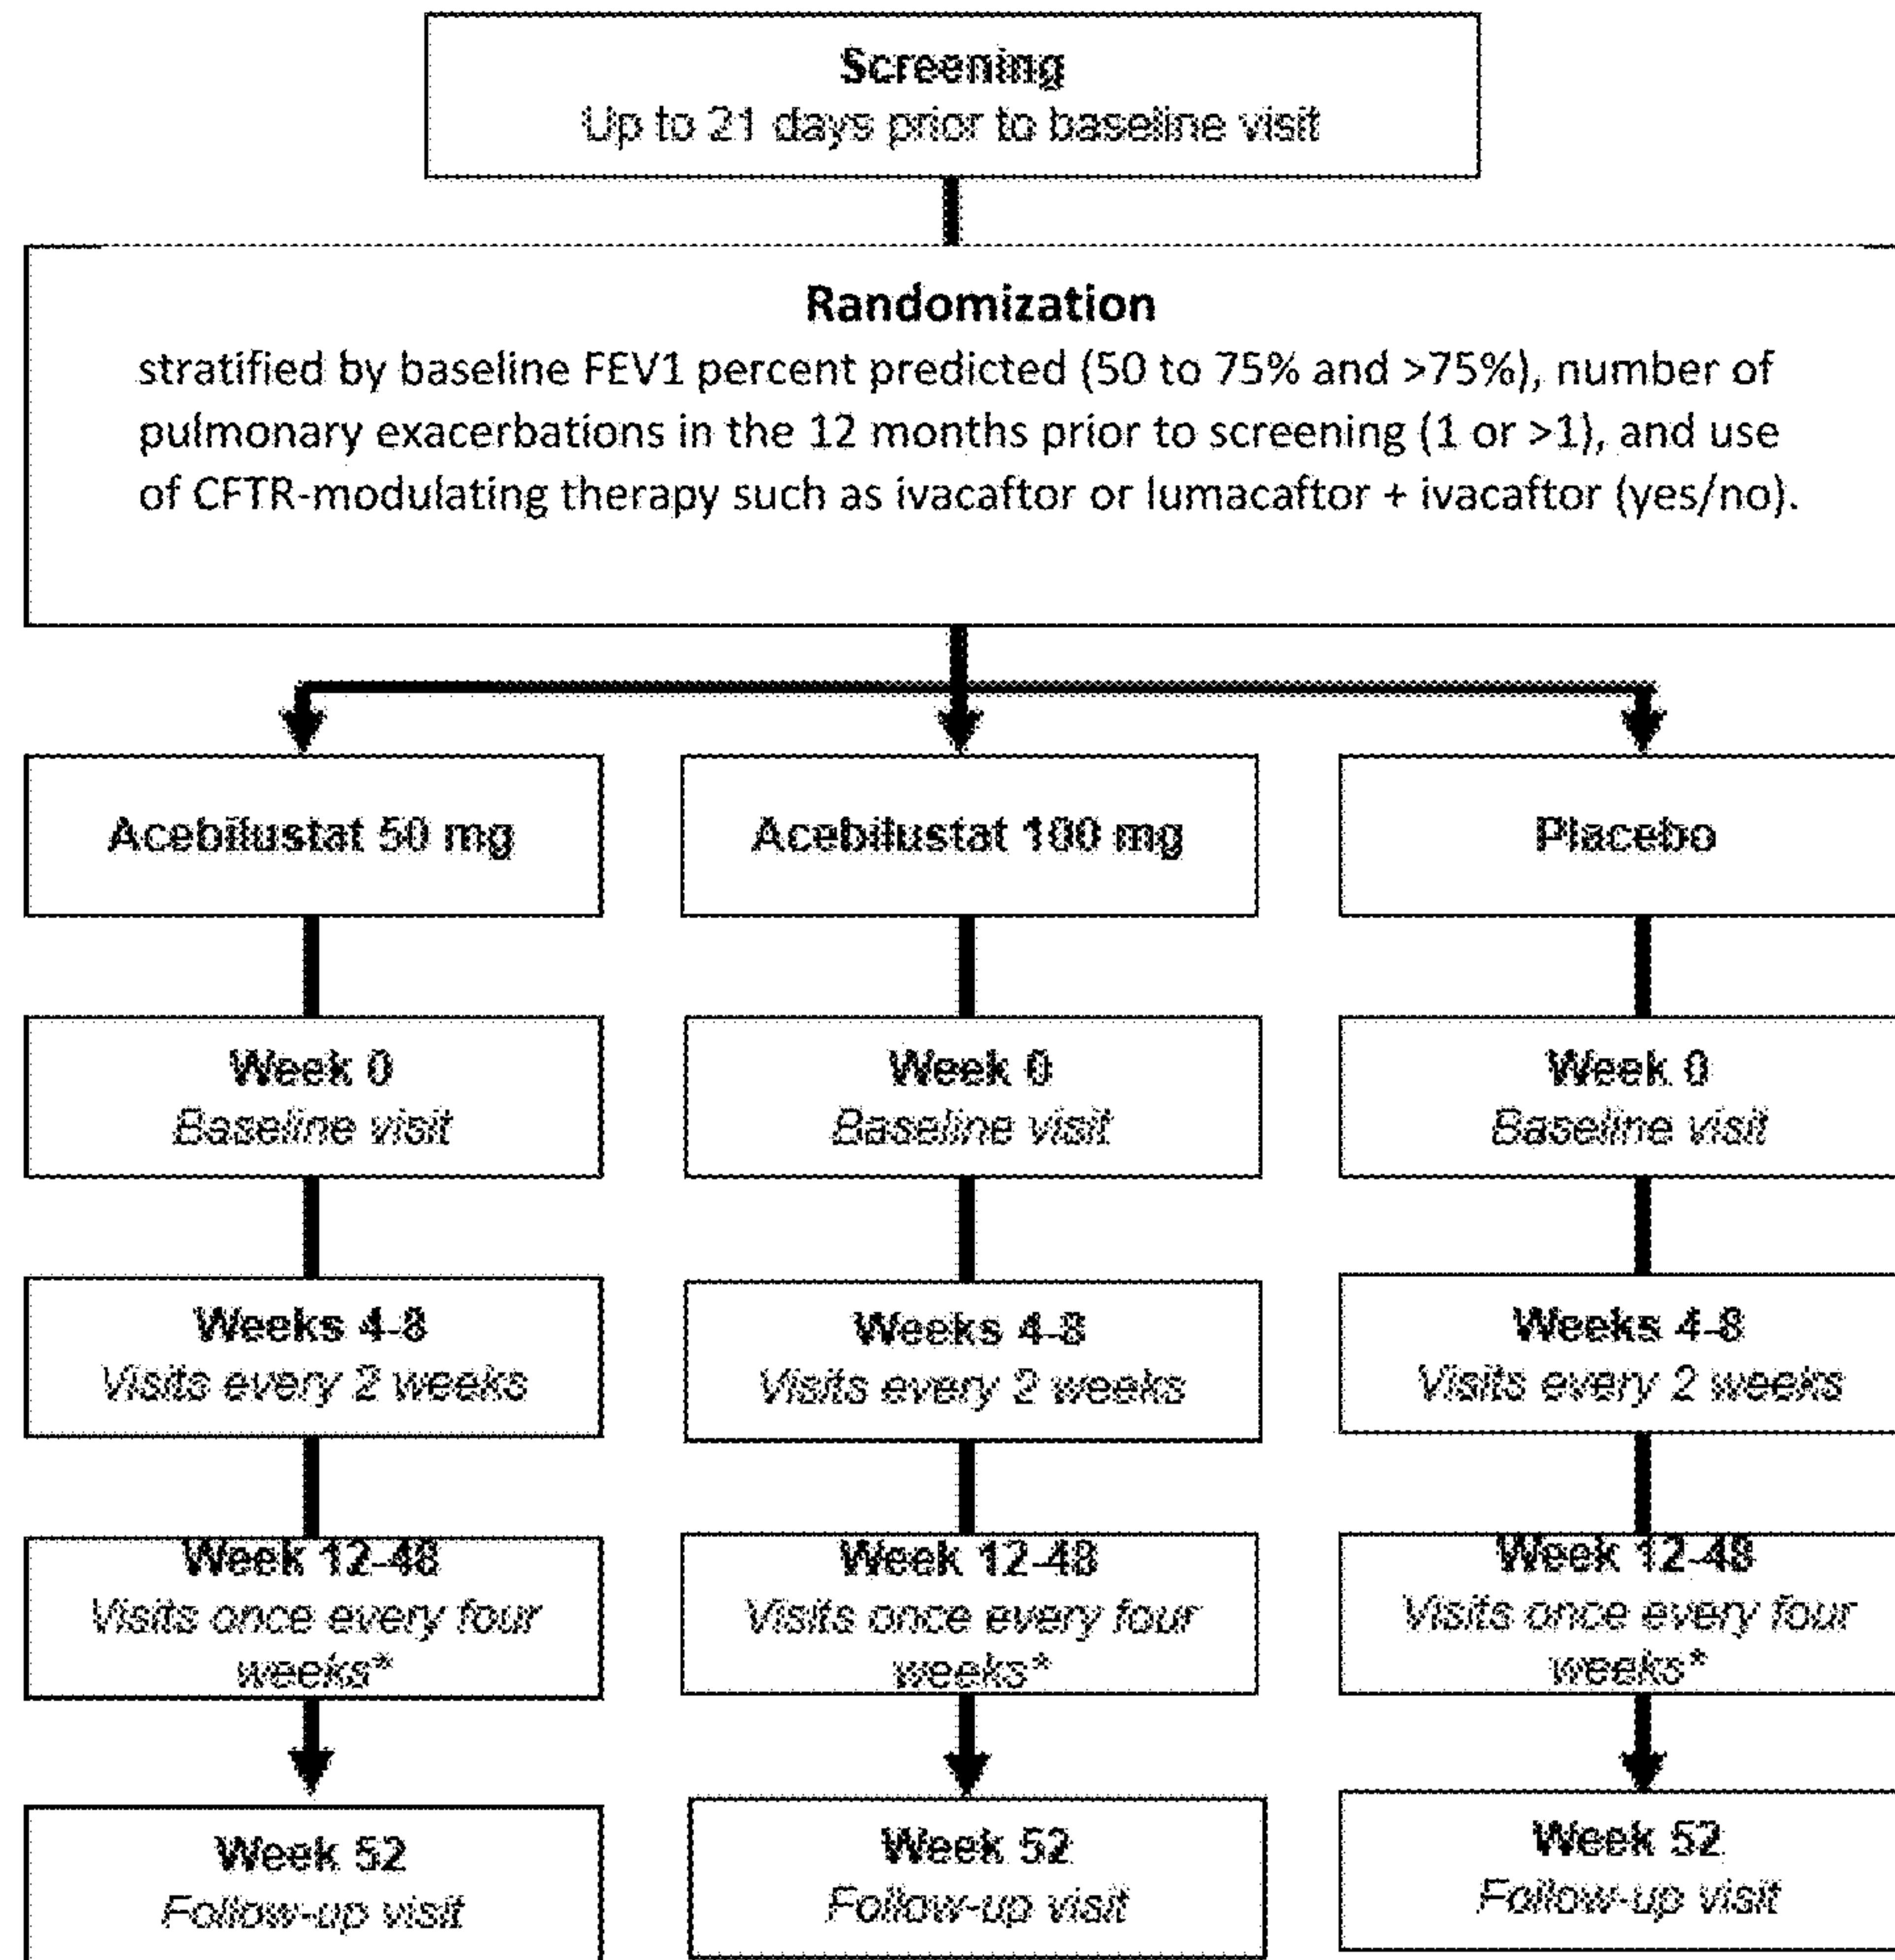 Screening
Up to 21 days prior to baseline visit
Randomization
stratified by baseline FEV1 percent predicted (50 to 75% and >75%), number of
pulmonary exacerbations in the 12 months prior to screening (1 or >1), and use
of CFTR-modulating therapy such as ivacaftor or lumacaftor + ivacaftor (yes/no).
Acebilustat 50 mg
Acebilustat 100 mg
Placebo
Week 0
Baseline visit
Week 0
Baseline visit
Week 0
Baseline visit
Weeks 4-8
Visits every 2 weeks
Weeks 4-8
Visits every 2 weeks
Weeks 4-8
Visits every 2 weeks
Week 12-48
Visits once every four
weeks*
Week 12-48
Visits once every four
weeks*
Week 12-48
Visits once every four
weeks*
Week 52
Follow-up visit
Week 52
Follow-up visit
Week 52
Follow-up visit